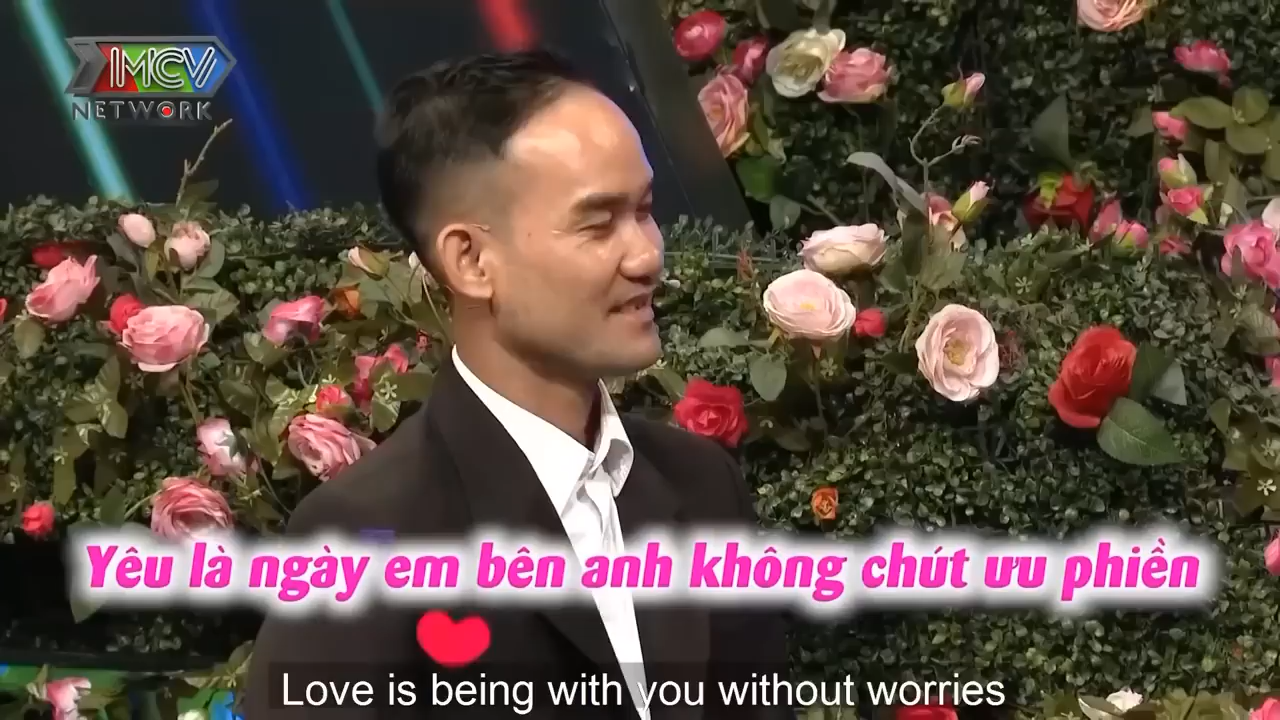 MCV
NETWORK
Yêu là ngày em bên anh không chút ưu phiền
Love is being with you without worries